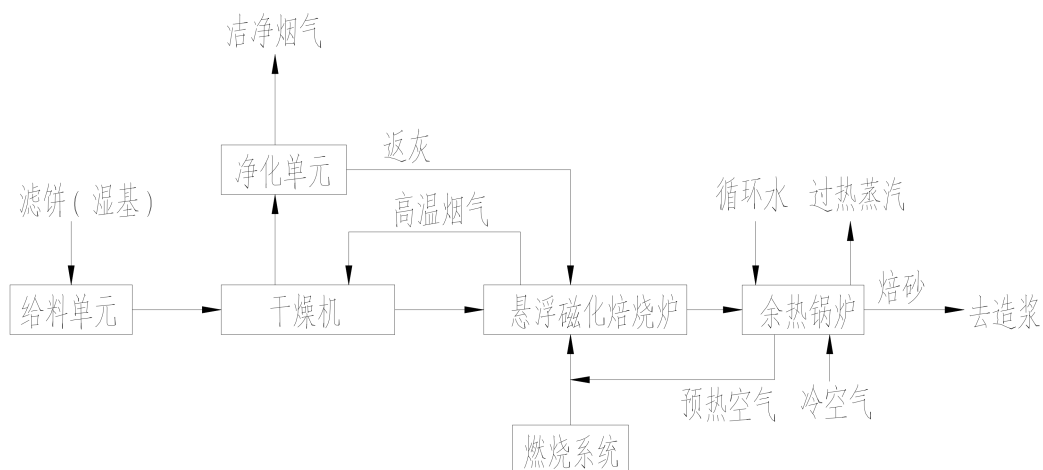 洁净烟气
净化单元
返灰
滤饼(湿基)
高温烟气
循环水
过热蒸汽
给料单元
干燥机
悬浮磁化焙烧炉
余热锅炉
焙砂
去造浆
预热空气
冷空气
燃烧系统